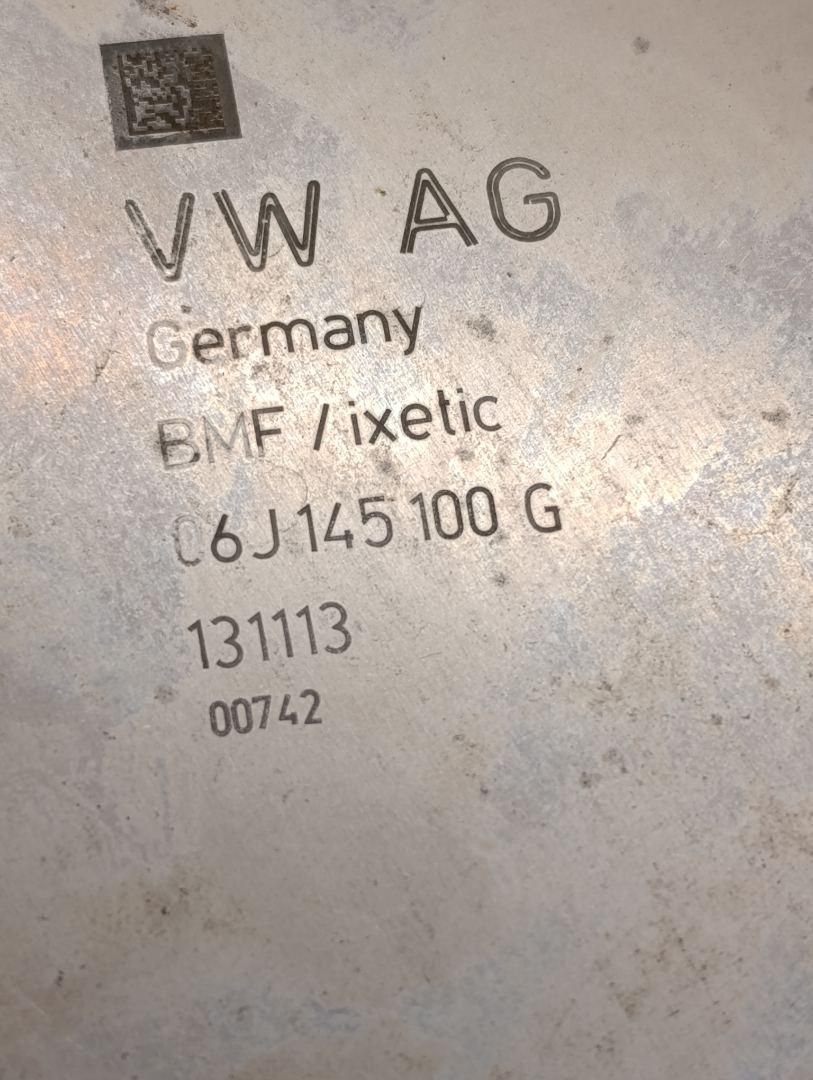 VW AG
Germany
BMF / ixetic
06J 145 100 G
131113
00742